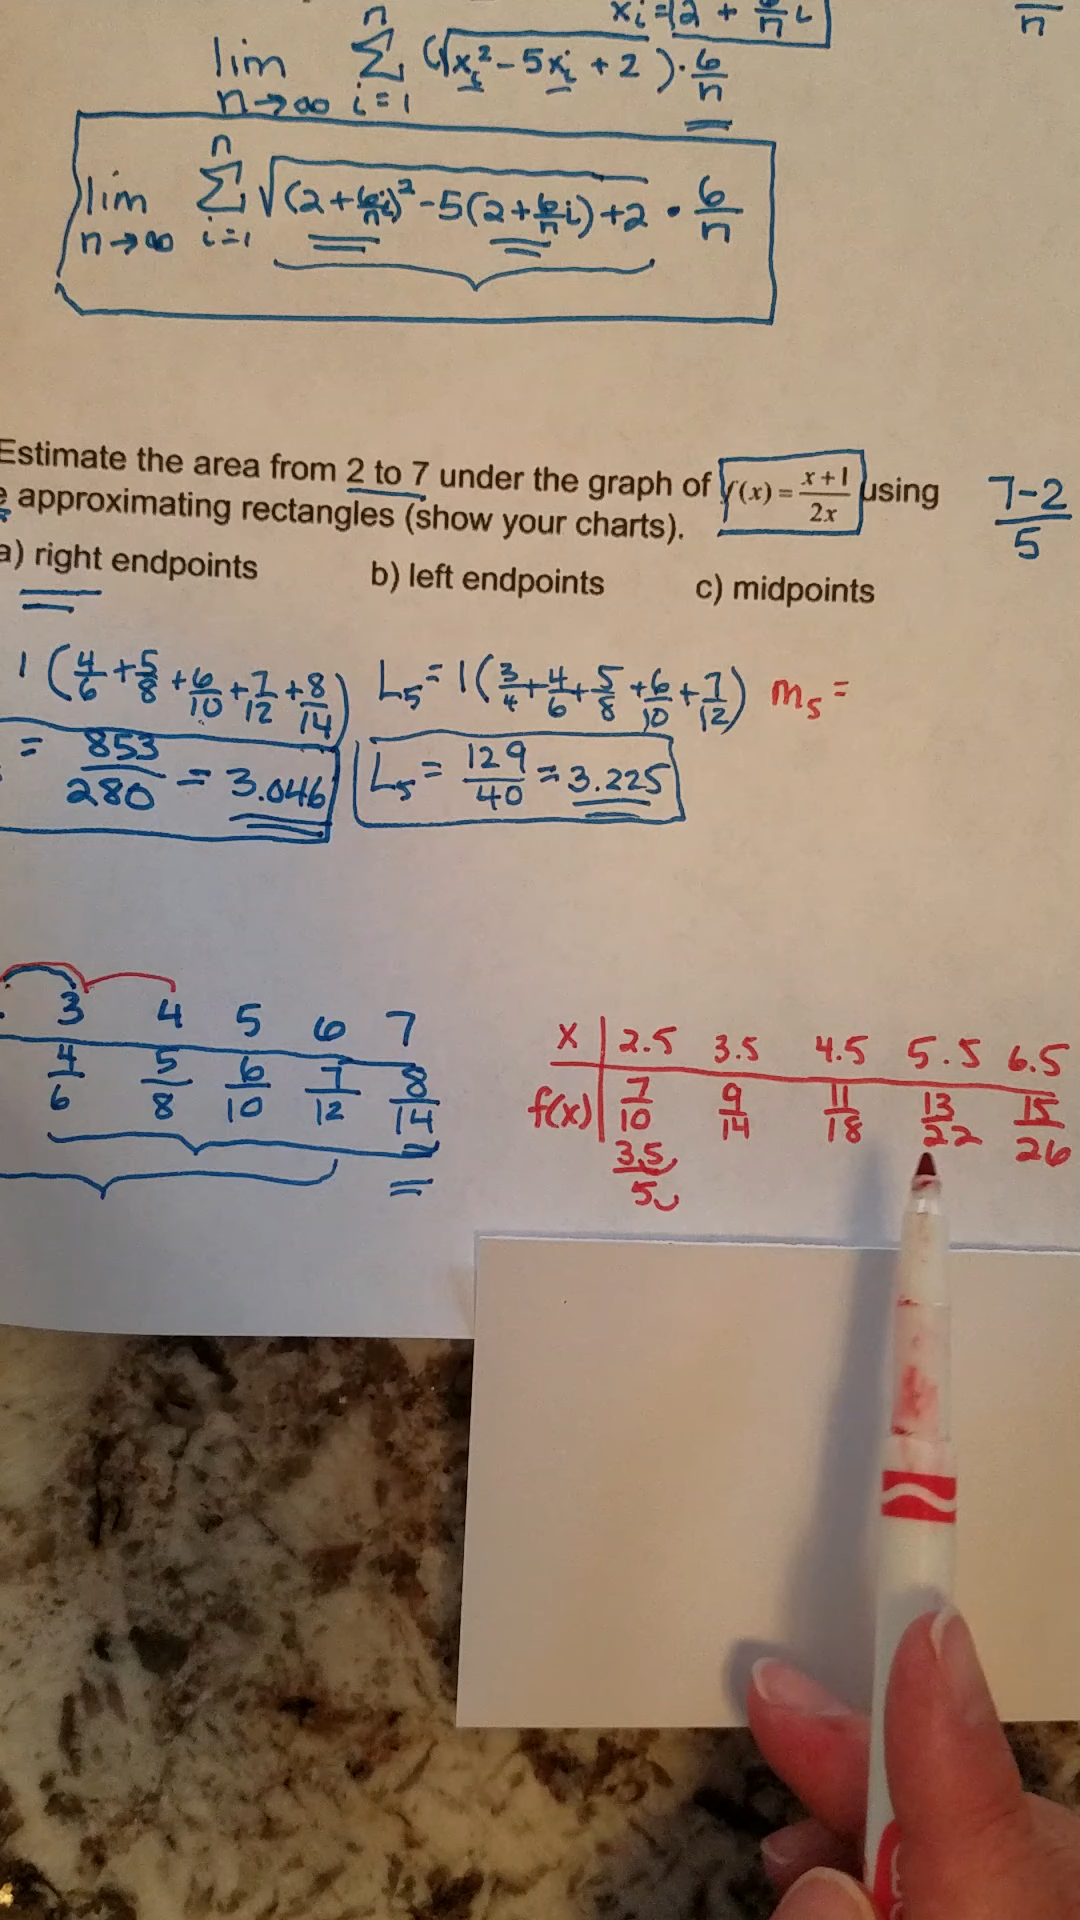 xᵢ = 2 + 6/n i
n
lim n→∞ Σ i=1 n (√xᵢ² - 5xᵢ + 2) · 6/n
lim n→∞ Σ i=1 n √(2+6/n i)² - 5(2+6/n i) + 2 · 6/n
Estimate the area from 2 to 7 under the graph of f(x) = x+1/2x using
approximating rectangles (show your charts).
7-2/5
a) right endpoints b) left endpoints c) midpoints
1 (4/6 + 5/8 + 6/10 + 7/12 + 8/14) L₅ = 1(3/4 + 4/6 + 5/8 + 6/10 + 7/12) m₅ =
= 853/280 = 3.046 L₅ = 129/40 = 3.225
3 4 5 6 7
4/6 5/8 6/10 7/12 8/14
x 2.5 3.5 4.5 5.5 6.5
f(x) 7/10 9/14 11/18 13/22 15/26
3.5/5